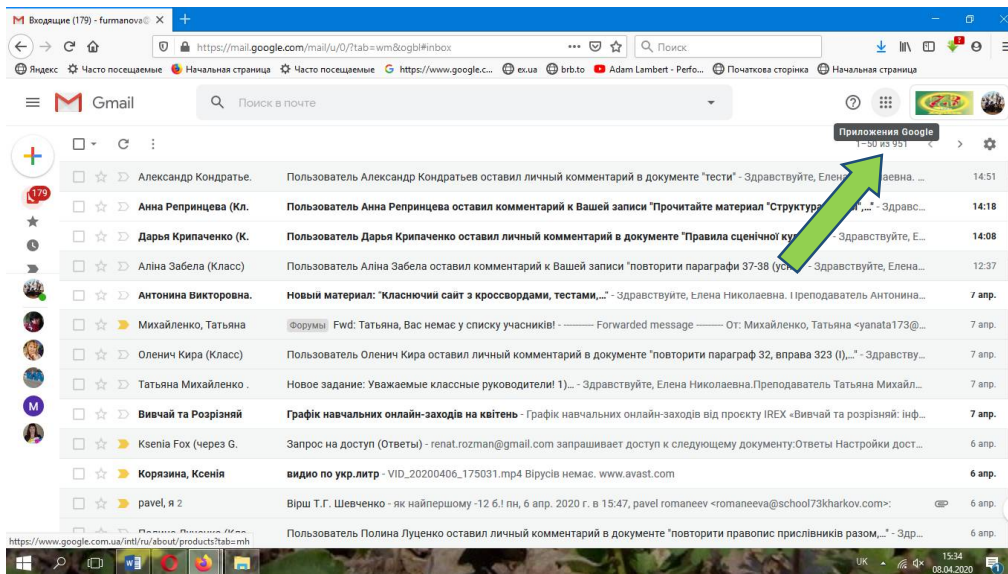 Входящие (179) - furmanova@
https://mail.google.com/mail/u/0/?tab=wm&ogbl#inbox
Поиск
Яндекс Часто посещаемые Начальная страница Часто посещаемые https://www.google.c... ex.ua brb.to Adam Lambert - Perfo... Початкова сторінка Начальная страница
Gmail
Поиск в почте
7-3
Приложения Google
1–50 из 951
Александр Кондратье. Пользователь Александр Кондратьев оставил личный комментарий в документе "тести" - Здравствуйте, Елена ... 14:51
179
Анна Репринцева (Кл. Пользователь Анна Репринцева оставил комментарий к Вашей записи "Прочитайте материал "Структура - Здравс... 14:18
Дарья Крипаченко (К. Пользователь Дарья Крипаченко оставил личный комментарий в документе "Правила сценічної - Здравствуйте, Е... 14:08
Аліна Забела (Класс) Пользователь Аліна Забела оставил комментарий к Вашей записи "повторити параграфи 37-38 - Здравствуйте, Елена... 12:37
Антонина Викторовна. Новый материал: "Класнючий сайт з кроссвордами, тестами,..." - Здравствуйте, Елена Николаевна. Преподаватель Антонина... 7 апр.
Михайленко, Татьяна Форумы Fwd: Татьяна, Вас немає у списку учасників! - ---------- Forwarded message --------- От: Михайленко, Татьяна <yanata173@... 7 апр.
Оленич Кира (Класс) Пользователь Оленич Кира оставил личный комментарий в документе "повторити параграф 32, вправа 323 (І),..." - Здравству... 7 апр.
Татьяна Михайленко . Новое задание: Уважаемые классные руководители! 1)... - Здравствуйте, Елена Николаевна.Преподаватель Татьяна Михайл... 7 апр.
M
Вивчай та Розрізняй Графік навчальних онлайн-заходів на квітень - Графік навчальних онлайн-заходів від проєкту IREX «Вивчай та розрізняй: інф... 7 апр.
Ksenia Fox (через G. Запрос на доступ (Ответы) - renat.rozman@gmail.com запрашивает доступ к следующему документу:Ответы Настройки дост... 6 апр.
Корязина, Ксенія видио по укр.литр - VID_20200406_175031.mp4 Вірусів немає. www.avast.com 6 апр.
pavel, я 2 Вірш Т.Г. Шевченко - як найпершому -12 б.! пн, 6 апр. 2020 г. в 15:47, pavel romaneev <romaneeva@school73kharkov.com>: 6 апр.
Пользователь Полина Луценко оставил личный комментарий в документе "повторити правопис прислівників разом,..." - Здр... 6 апр.
https://www.google.com.ua/intl/ru/about/products?tab=mh
UK
15:34
08.04.2020